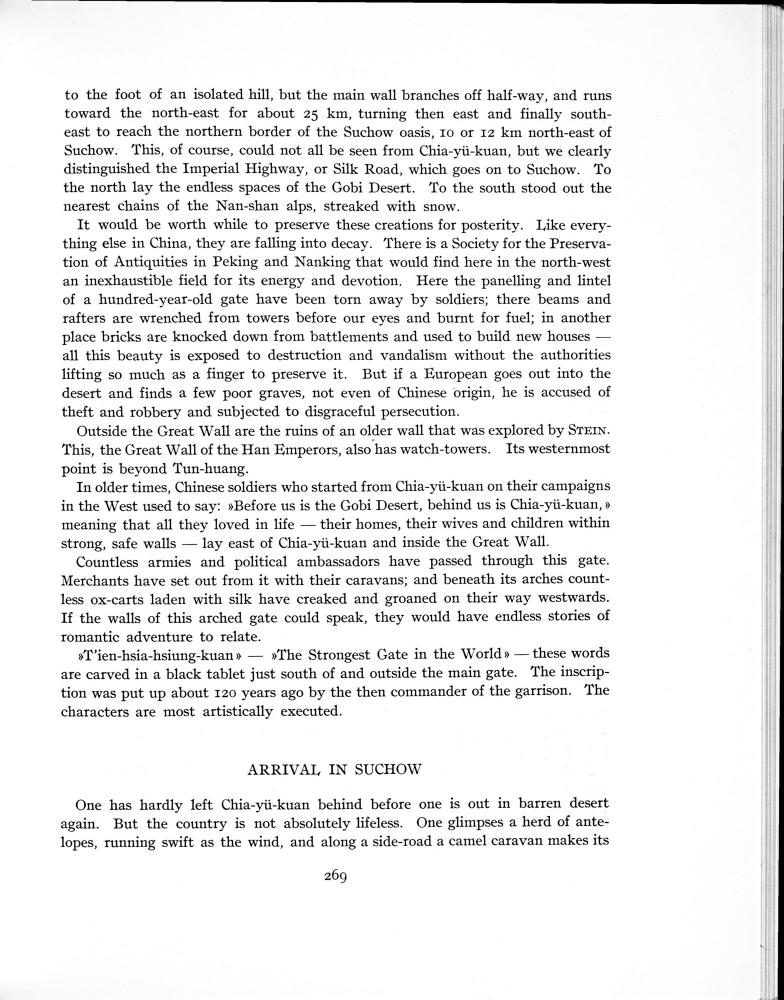 to the foot of an isolated hill, but the main wall branches off half-way, and runs
toward the north-east for about 25 km, turning then east and finally south-
east to reach the northern border of the Suchow oasis, 10 or 12 km north-east of
Suchow. This, of course, could not all be seen from Chia-yü-kuan, but we clearly
distinguished the Imperial Highway, or Silk Road, which goes on to Suchow. To
the north lay the endless spaces of the Gobi Desert. To the south stood out the
nearest chains of the Nan-shan alps, streaked with snow.
It would be worth while to preserve these creations for posterity. Like every-
thing else in China, they are falling into decay. There is a Society for the Preserva-
tion of Antiquities in Peking and Nanking that would find here in the north-west
an inexhaustible field for its energy and devotion. Here the panelling and lintel
of a hundred-year-old gate have been torn away by soldiers; there beams and
rafters are wrenched from towers before our eyes and burnt for fuel; in another
place bricks are knocked down from battlements and used to build new houses —
all this beauty is exposed to destruction and vandalism without the authorities
lifting so much as a finger to preserve it. But if a European goes out into the
desert and finds a few poor graves, not even of Chinese origin, he is accused of
theft and robbery and subjected to disgraceful persecution.
Outside the Great Wall are the ruins of an older wall that was explored by STEIN.
This, the Great Wall of the Han Emperors, also has watch-towers. Its westernmost
point is beyond Tun-huang.
In older times, Chinese soldiers who started from Chia-yü-kuan on their campaigns
in the West used to say: »Before us is the Gobi Desert, behind us is Chia-yü-kuan,»
meaning that all they loved in life — their homes, their wives and children within
strong, safe walls — lay east of Chia-yü-kuan and inside the Great Wall.
Countless armies and political ambassadors have passed through this gate.
Merchants have set out from it with their caravans; and beneath its arches count-
less ox-carts laden with silk have creaked and groaned on their way westwards.
If the walls of this arched gate could speak, they would have endless stories of
romantic adventure to relate.
»T'ien-hsia-hsiung-kuan» — »The Strongest Gate in the World» — these words
are carved in a black tablet just south of and outside the main gate. The inscrip-
tion was put up about 120 years ago by the then commander of the garrison. The
characters are most artistically executed.
ARRIVAL IN SUCHOW
One has hardly left Chia-yü-kuan behind before one is out in barren desert
again. But the country is not absolutely lifeless. One glimpses a herd of ante-
lopes, running swift as the wind, and along a side-road a camel caravan makes its
269